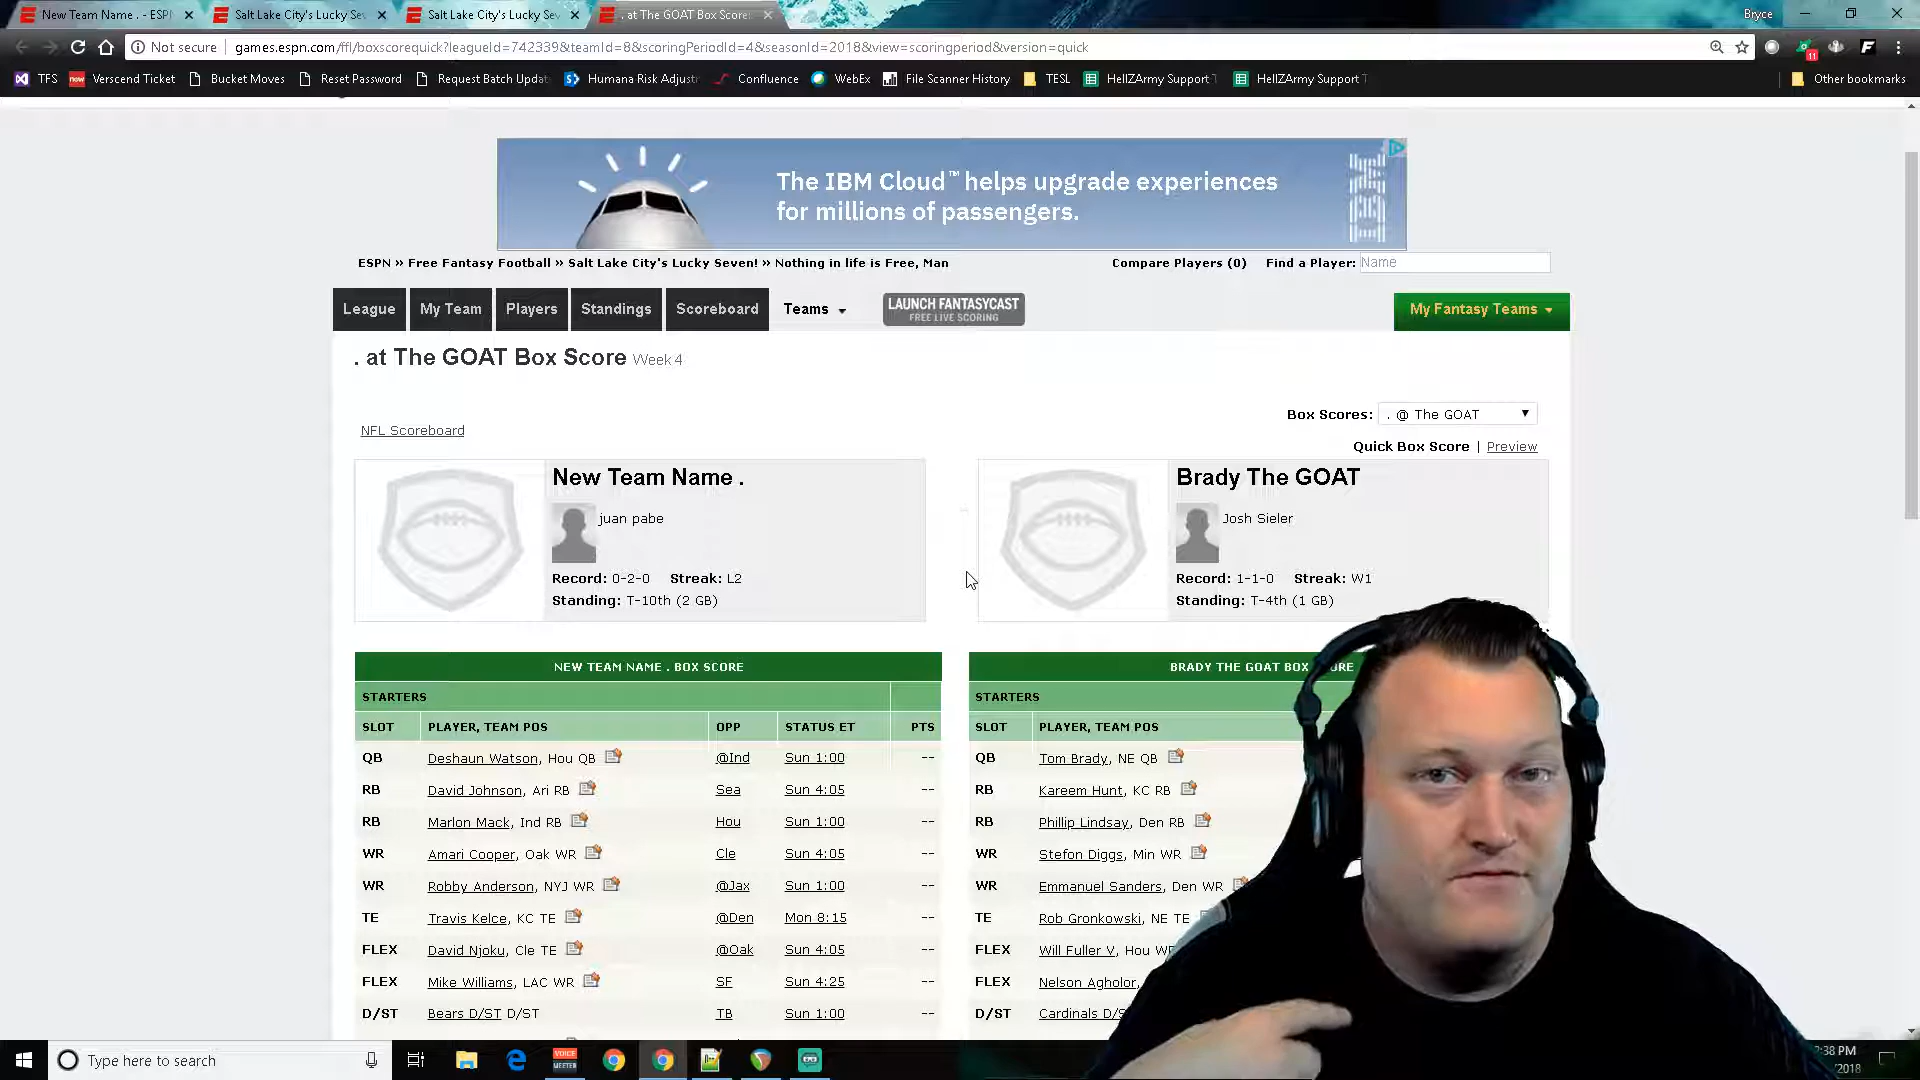 New Team Name . - ESP
Salt Lake City's Lucky Se
Salt Lake City's Lucky Sev
. at The GOAT Box Score
Bryce
Not secure
games.espn.com/ffl/boxscorequick?leagueId=742339&teamId=8&scoringPeriodId=4&seasonId=2018&view=scoringperiod&version=quick
11
TFS
now
Verscend Ticket
Bucket Moves
Reset Password
Request Batch Updat
Humana Risk Adjust
Confluence
WebEx
File Scanner History
TESL
HellZArmy Support T
HellZArmy Support T
Other bookmarks
The IBM Cloud™ helps upgrade experiences
for millions of passengers.
IBM
ESPN » Free Fantasy Football » Salt Lake City's Lucky Seven! » Nothing in life is Free, Man
Compare Players (0)
Find a Player: Name
League
My Team
Players
Standings
Scoreboard
Teams
LAUNCH FANTASYCAST
FREE LIVE SCORING
My Fantasy Teams
. at The GOAT Box Score Week 4
Box Scores: . @ The GOAT
NFL Scoreboard
Quick Box Score | Preview
New Team Name .
juan pabe
Record: 0-2-0 Streak: L2
Standing: T-10th (2 GB)
Brady The GOAT
Josh Sieler
Record: 1-1-0 Streak: W1
Standing: T-4th (1 GB)
NEW TEAM NAME . BOX SCORE
STARTERS
SLOT PLAYER, TEAM POS OPP STATUS ET PTS
QB Deshaun Watson, Hou QB @Ind Sun 1:00 --
RB David Johnson, Ari RB Sea Sun 4:05 --
RB Marlon Mack, Ind RB Hou Sun 1:00 --
WR Amari Cooper, Oak WR Cle Sun 4:05 --
WR Robby Anderson, NYJ WR @Jax Sun 1:00 --
TE Travis Kelce, KC TE @Den Mon 8:15 --
FLEX David Njoku, Cle TE @Oak Sun 4:05 --
FLEX Mike Williams, LAC WR SF Sun 4:25 --
D/ST Bears D/ST D/ST TB Sun 1:00 --
BRADY THE GOAT BOX ORE
STARTERS
SLOT PLAYER, TEAM POS
QB Tom Brady, NE QB
RB Kareem Hunt, KC RB
RB Phillip Lindsay, Den RB
WR Stefon Diggs, Min WR
WR Emmanuel Sanders, Den WR
TE Rob Gronkowski, NE TE
FLEX Will Fuller V, Hou W
FLEX Nelson Agholor,
D/ST Cardinals D/S
Type here to search
VOICE
MEETER
:38 PM
/2018